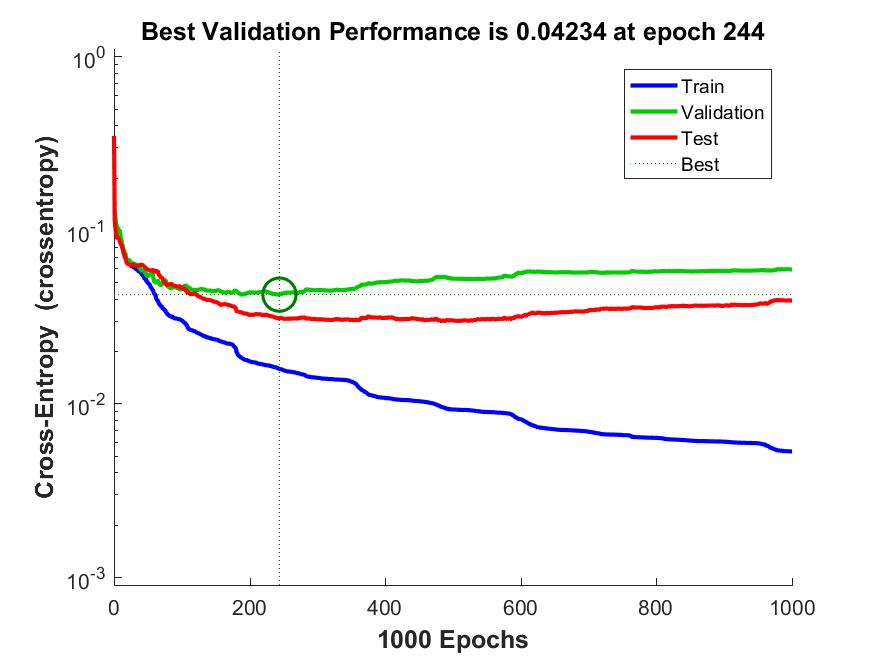 Best Validation Performance is 0.04234 at epoch 244
10^0
10^-1
10^-2
10^-3
Cross-Entropy (crossentropy)
Train
Validation
Test
Best
0 200 400 600 800 1000
1000 Epochs